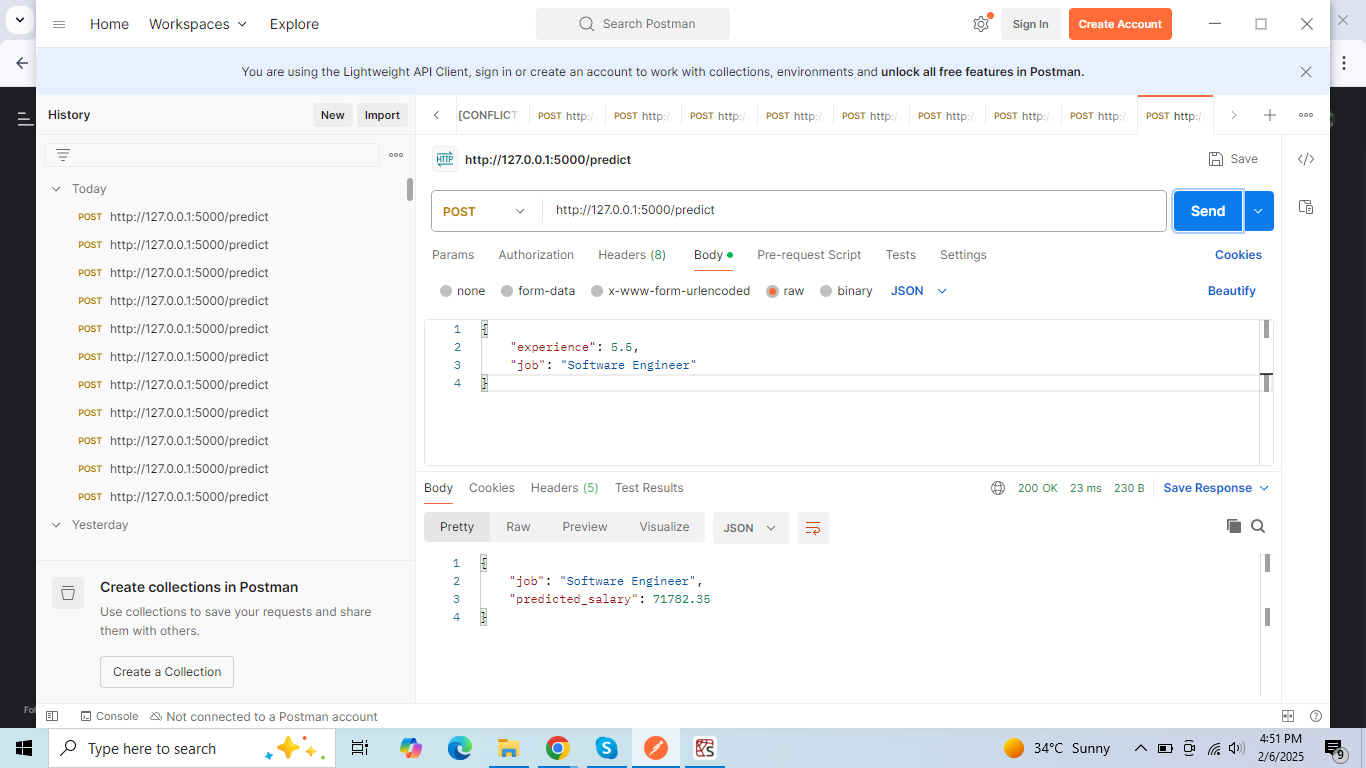 Home Workspaces Explore Search Postman Sign In Create Account
You are using the Lightweight API Client, sign in or create an account to work with collections, environments and unlock all free features in Postman.
History New Import
[CONFLICT POST http:/ POST http:/ POST http:/ POST http:/ POST http:/ POST http:/ POST http:/ POST http:/ POST http:/
HTTP http://127.0.0.1:5000/predict Save
Today
POST http://127.0.0.1:5000/predict
POST http://127.0.0.1:5000/predict
POST http://127.0.0.1:5000/predict
POST http://127.0.0.1:5000/predict
POST http://127.0.0.1:5000/predict
POST http://127.0.0.1:5000/predict
POST http://127.0.0.1:5000/predict
POST http://127.0.0.1:5000/predict
POST http://127.0.0.1:5000/predict
POST http://127.0.0.1:5000/predict
POST http://127.0.0.1:5000/predict
Yesterday
Create collections in Postman
Use collections to save your requests and share
them with others.
Create a Collection
POST http://127.0.0.1:5000/predict Send
Params Authorization Headers (8) Body Pre-request Script Tests Settings Cookies
none form-data x-www-form-urlencoded raw binary JSON Beautify
1 {
2 "experience": 5.5,
3 "job": "Software Engineer"
4 }
Body Cookies Headers (5) Test Results 200 OK 23 ms 230 B Save Response
Pretty Raw Preview Visualize JSON
1 {
2 "job": "Software Engineer",
3 "predicted_salary": 71782.35
4 }
Fol
Console Not connected to a Postman account
Type here to search 34°C Sunny 4:51 PM
2/6/2025
9